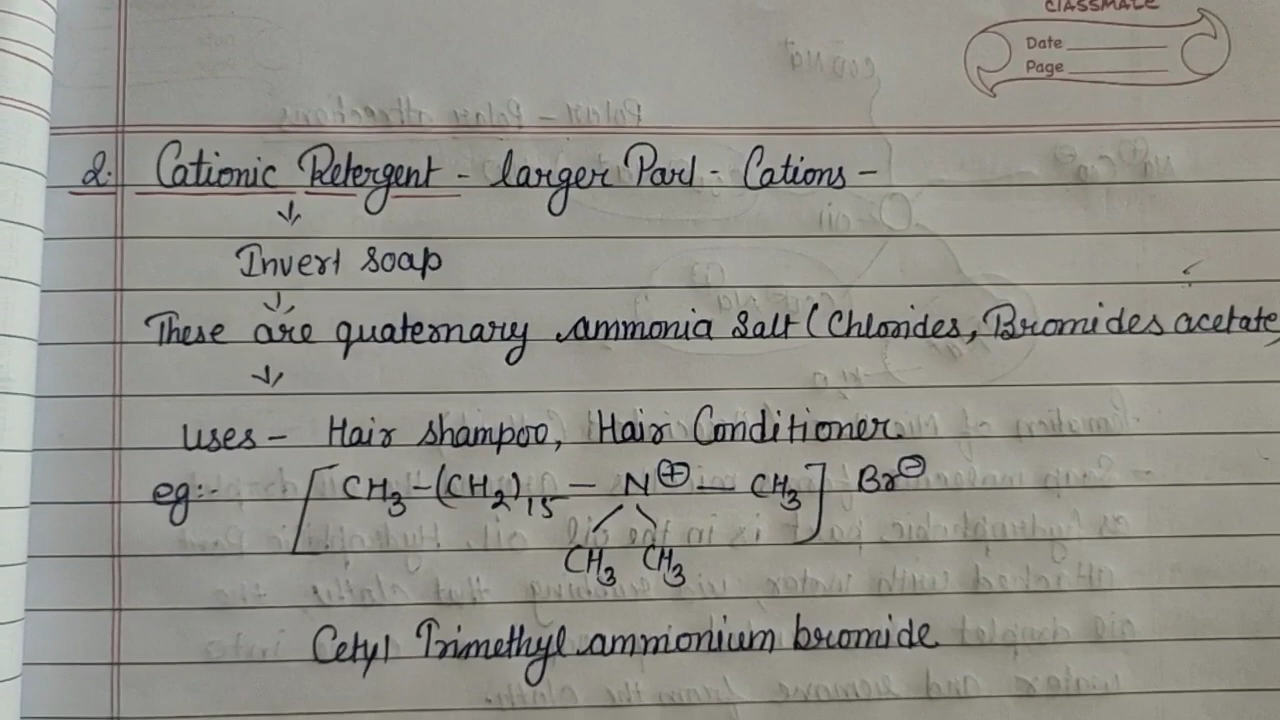 CLASSMATE
Date
Page
2. Cationic Detergent - larger Part - Cations -
Invert soap
These are quaternary ammonia Salt (Chlorides, Bromides acetate)
uses - Hair shampoo, Hair Conditioner.
eg:- [CH₃-(CH₂)₁₅ - N⊕ - CH₃] Br⊖
CH₃ CH₃
Cetyl Trimethyl ammonium bromide